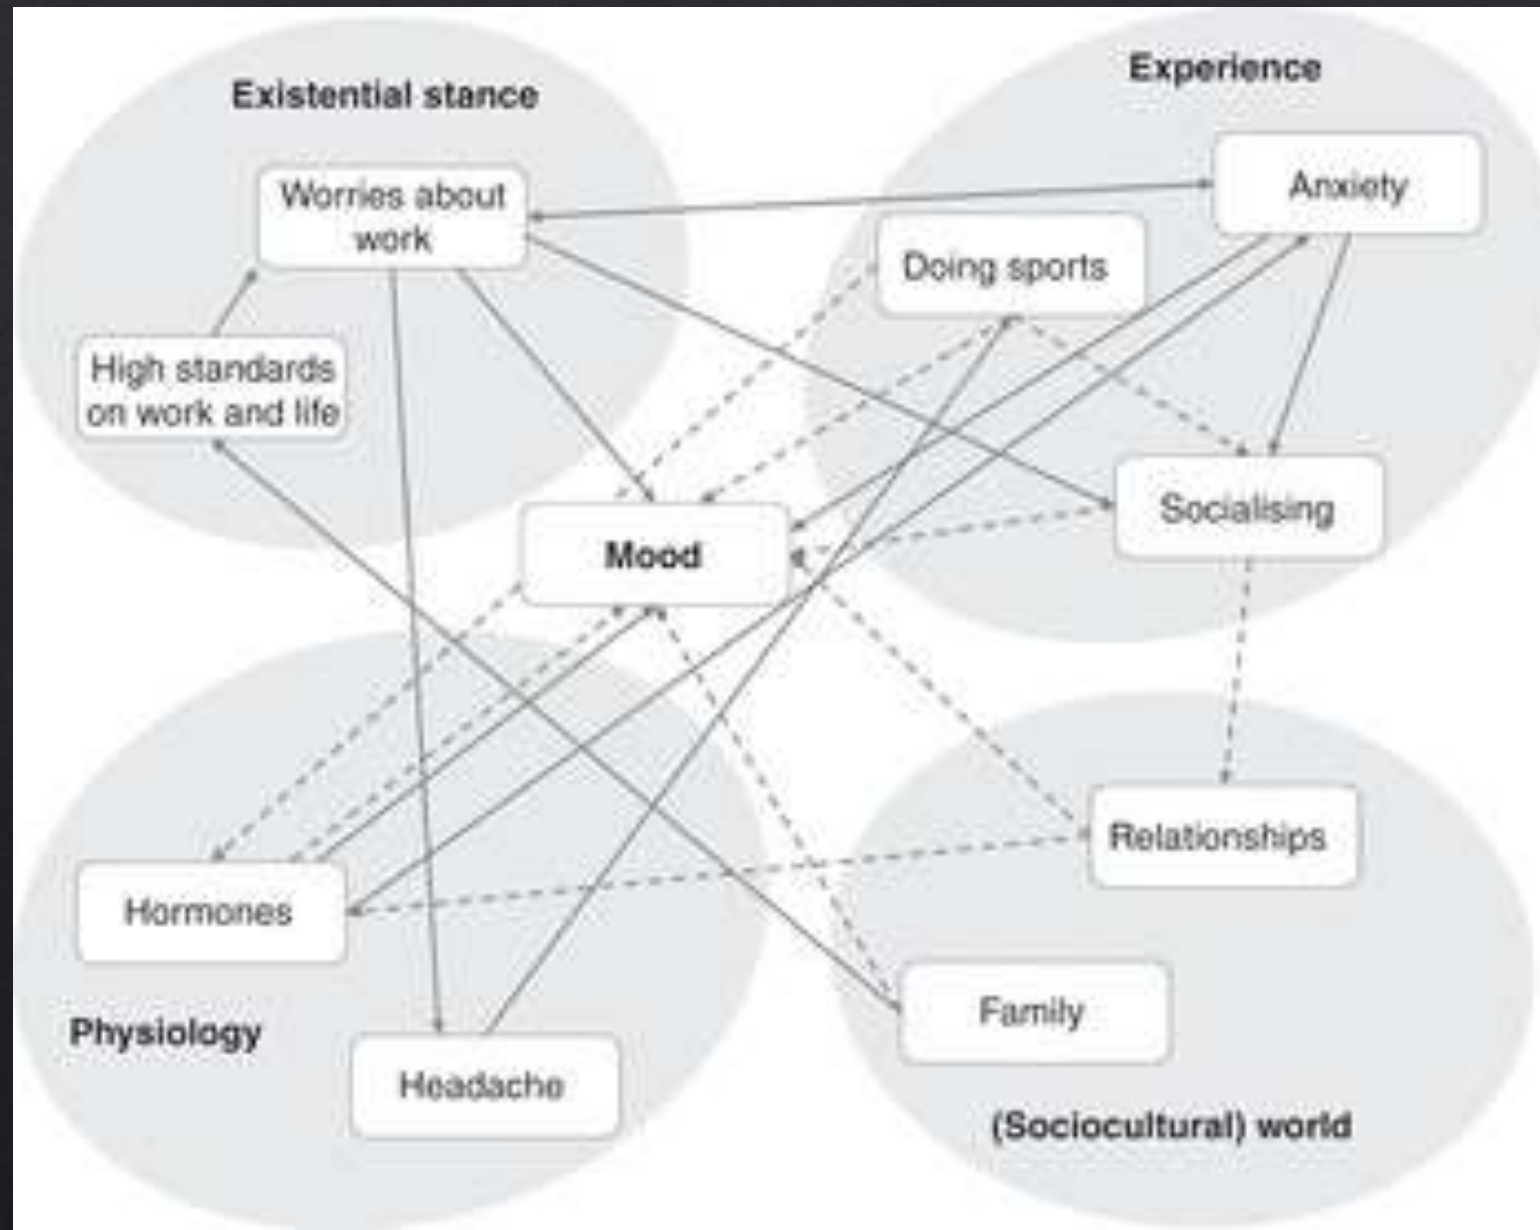 Existential stance
Experience
Worries about
work
Anxiety
Doing sports
High standards
on work and life
Socialising
Mood
Relationships
Hormones
Family
Physiology
Headache
(Sociocultural) world